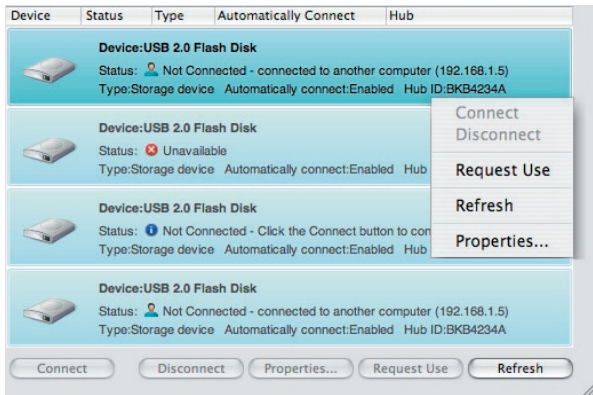 Device Status Type Automatically Connect Hub
Device:USB 2.0 Flash Disk
Status: Not Connected - connected to another computer (192.168.1.5)
Type:Storage device Automatically connect:Enabled Hub ID:BKB4234A
Device:USB 2.0 Flash Disk
Status: Unavailable
Type:Storage device Automatically connect:Enabled Hub
Device:USB 2.0 Flash Disk
Status: Not Connected - Click the Connect button to con
Type:Storage device Automatically connect:Enabled Hub
Device:USB 2.0 Flash Disk
Status: Not Connected - connected to another computer (192.168.1.5)
Type:Storage device Automatically connect:Enabled Hub ID:BKB4234A
Connect
Disconnect
Request Use
Refresh
Properties...
Connect Disconnect Properties... Request Use Refresh